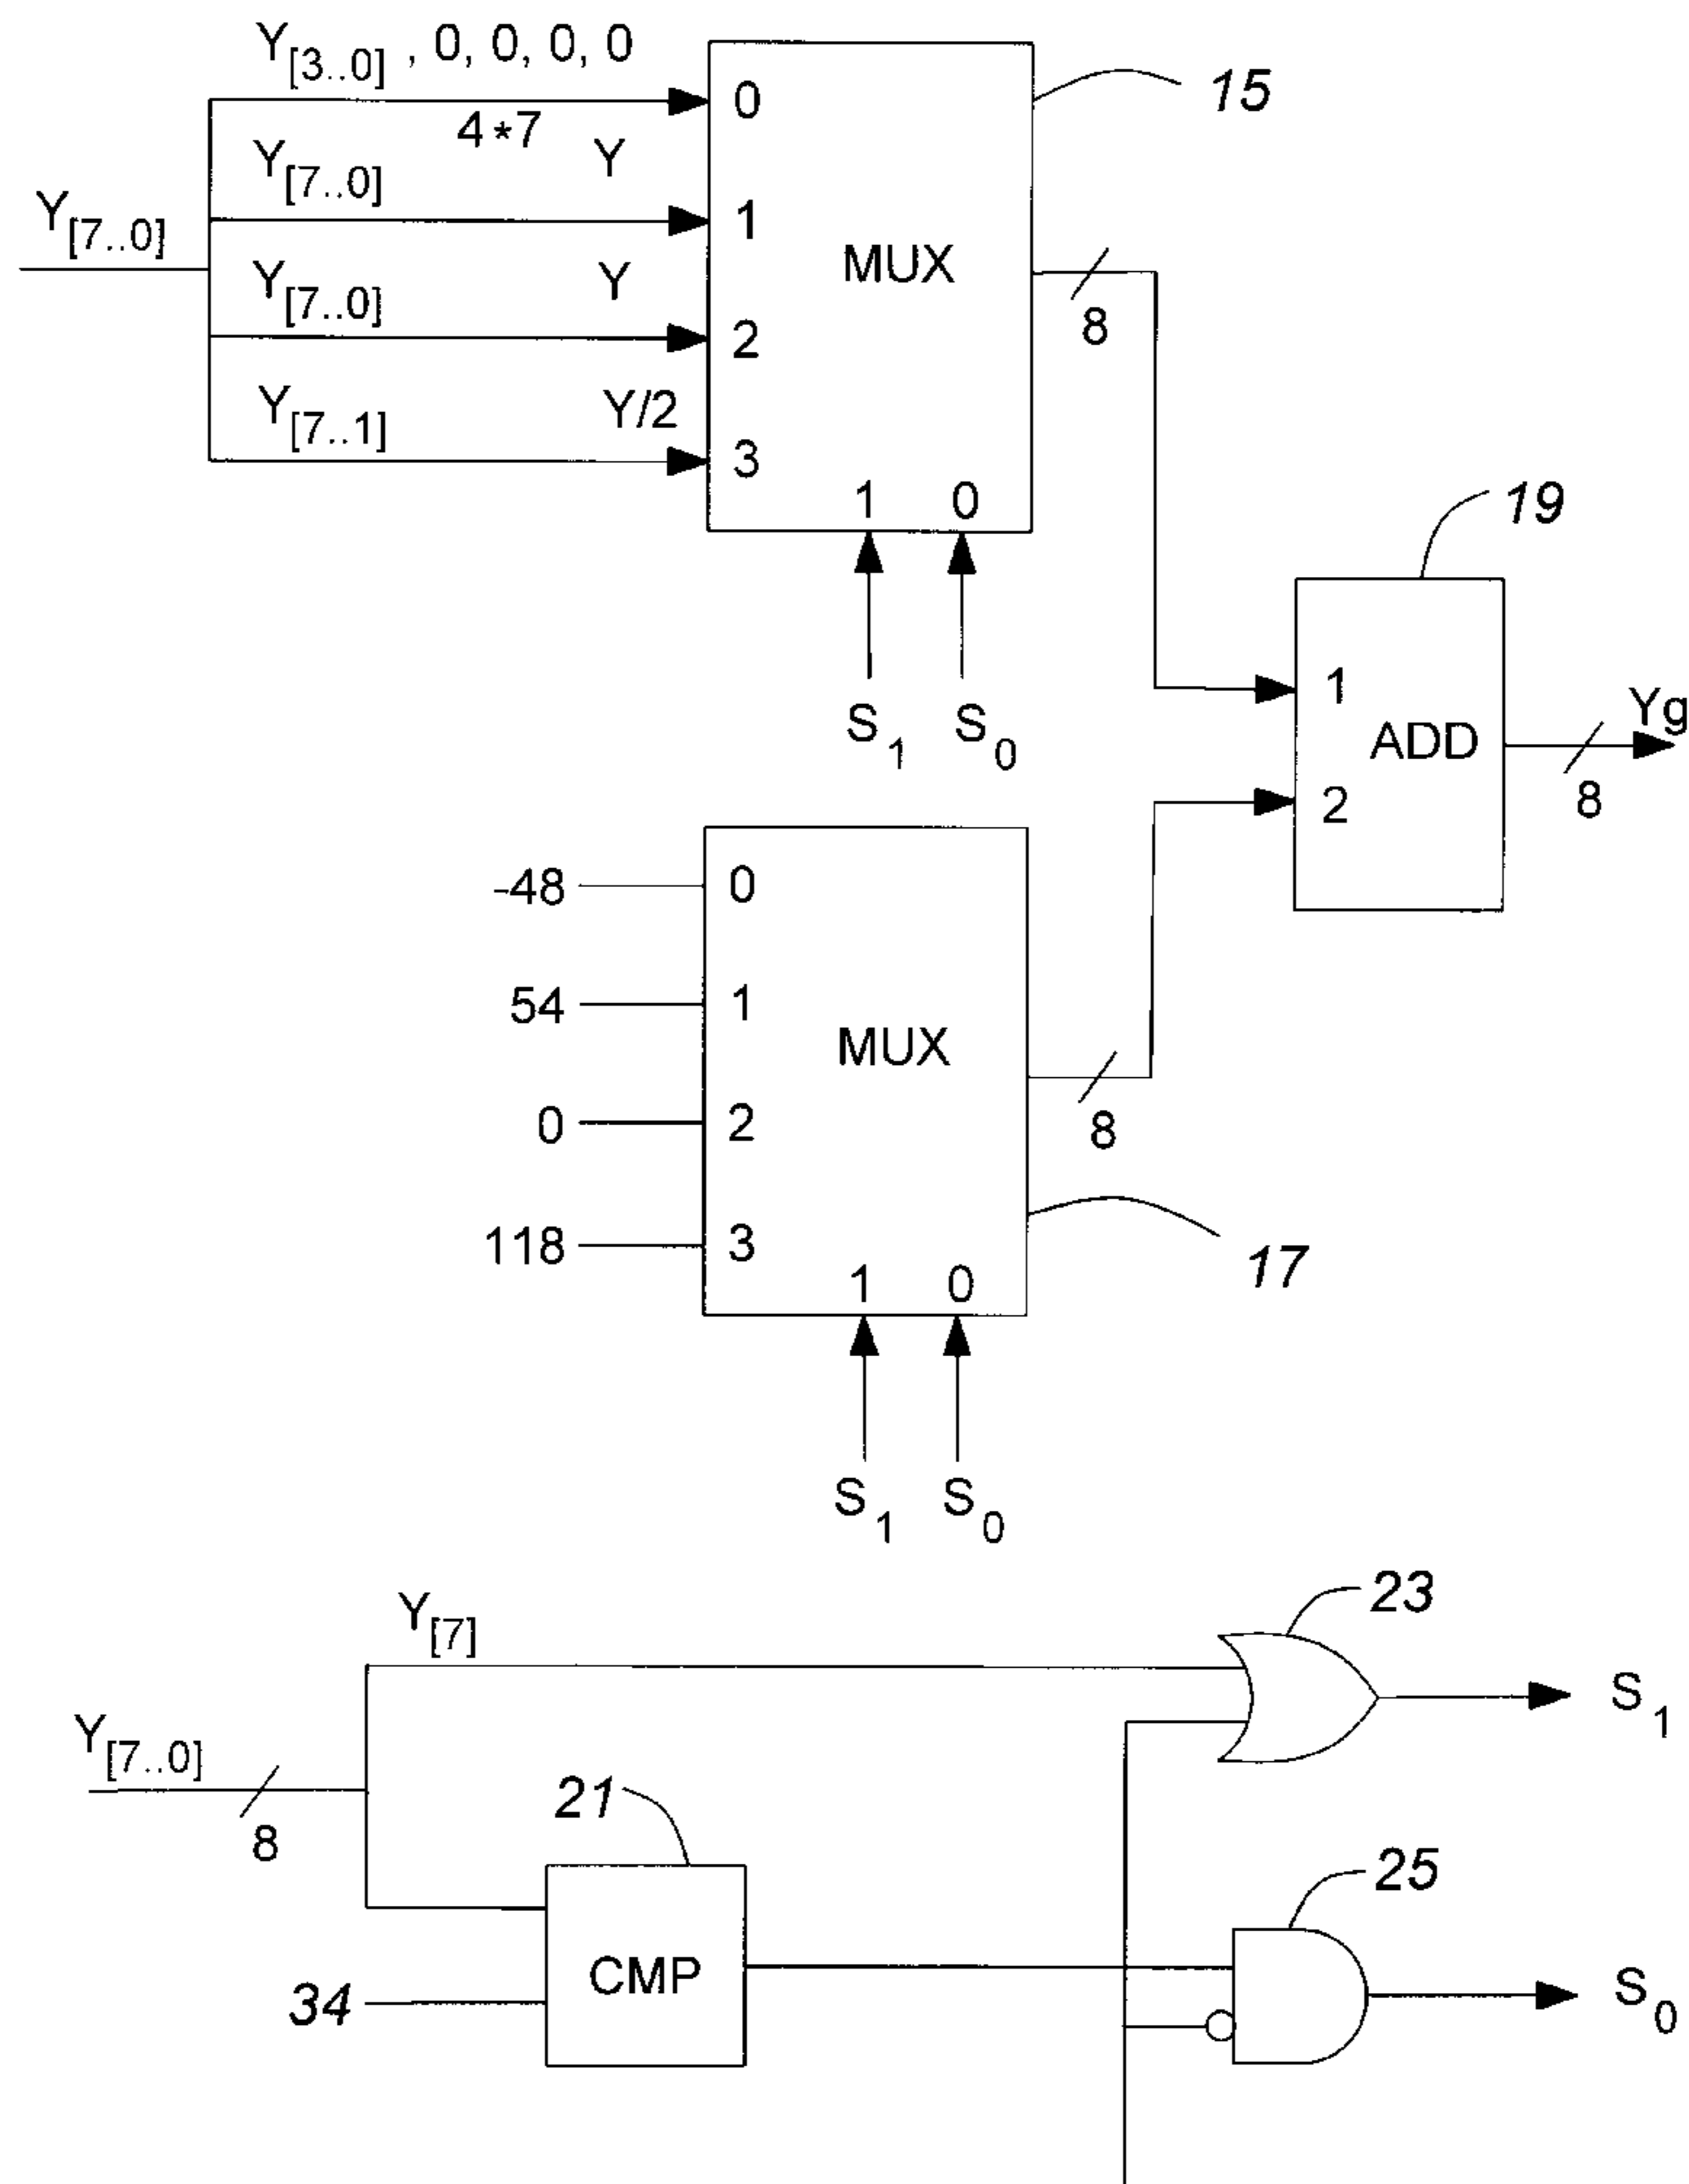 Y[3..0] , 0, 0, 0, 0
0
15
4*7
Y[7..0]
Y
Y[7..0]
1
MUX
Y[7..0]
Y
8
2
Y[7..1]
Y/2
3
1 0
19
1
S1 S0
Yg
ADD
2
8
-48
0
54
1
MUX
0
2
8
118
3
17
1 0
S1 S0
23
Y[7]
S1
Y[7..0]
21
8
25
CMP
34
S0